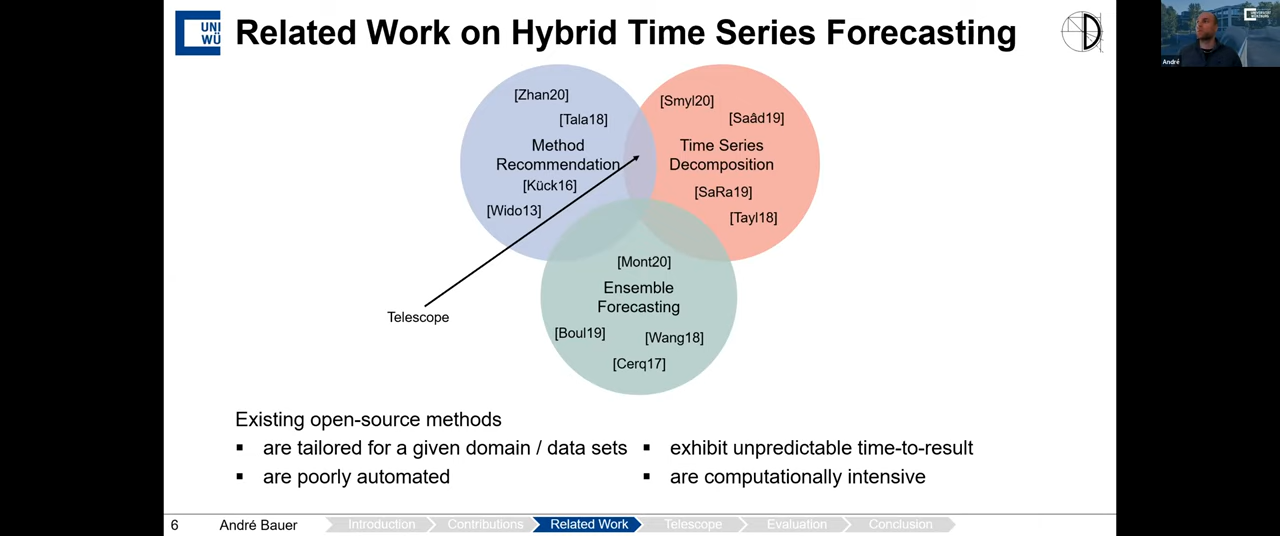 UNI
WÜ
Related Work on Hybrid Time Series Forecasting
André
[Zhan20]
[Tala18]
Method
Recommendation
[Kück16]
[Wido13]
[Smyl20]
[Saâd19]
Time Series
Decomposition
[SaRa19]
[Tayl18]
[Mont20]
Ensemble
Forecasting
[Boul19]
[Wang18]
[Cerq17]
Telescope
Existing open-source methods
▪ are tailored for a given domain / data sets
▪ are poorly automated
▪ exhibit unpredictable time-to-result
▪ are computationally intensive
6 André Bauer Introduction Contributions Related Work Telescope Evaluation Conclusion